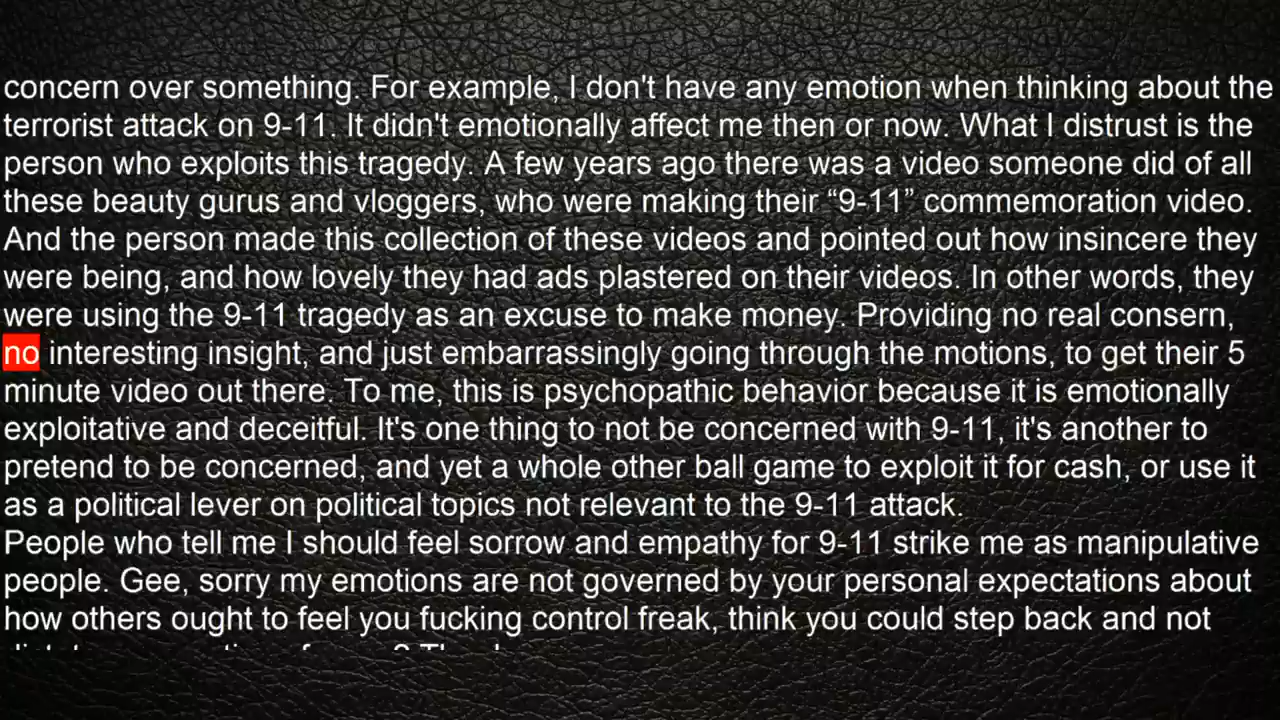 concern over something. For example, I don't have any emotion when thinking about the
terrorist attack on 9-11. It didn't emotionally affect me then or now. What I distrust is the
person who exploits this tragedy. A few years ago there was a video someone did of all
these beauty gurus and vloggers, who were making their “9-11” commemoration video.
And the person made this collection of these videos and pointed out how insincere they
were being, and how lovely they had ads plastered on their videos. In other words, they
were using the 9-11 tragedy as an excuse to make money. Providing no real consern,
no interesting insight, and just embarrassingly going through the motions, to get their 5
minute video out there. To me, this is psychopathic behavior because it is emotionally
exploitative and deceitful. It's one thing to not be concerned with 9-11, it's another to
pretend to be concerned, and yet a whole other ball game to exploit it for cash, or use it
as a political lever on political topics not relevant to the 9-11 attack.
People who tell me I should feel sorrow and empathy for 9-11 strike me as manipulative
people. Gee, sorry my emotions are not governed by your personal expectations about
how others ought to feel you fucking control freak, think you could step back and not